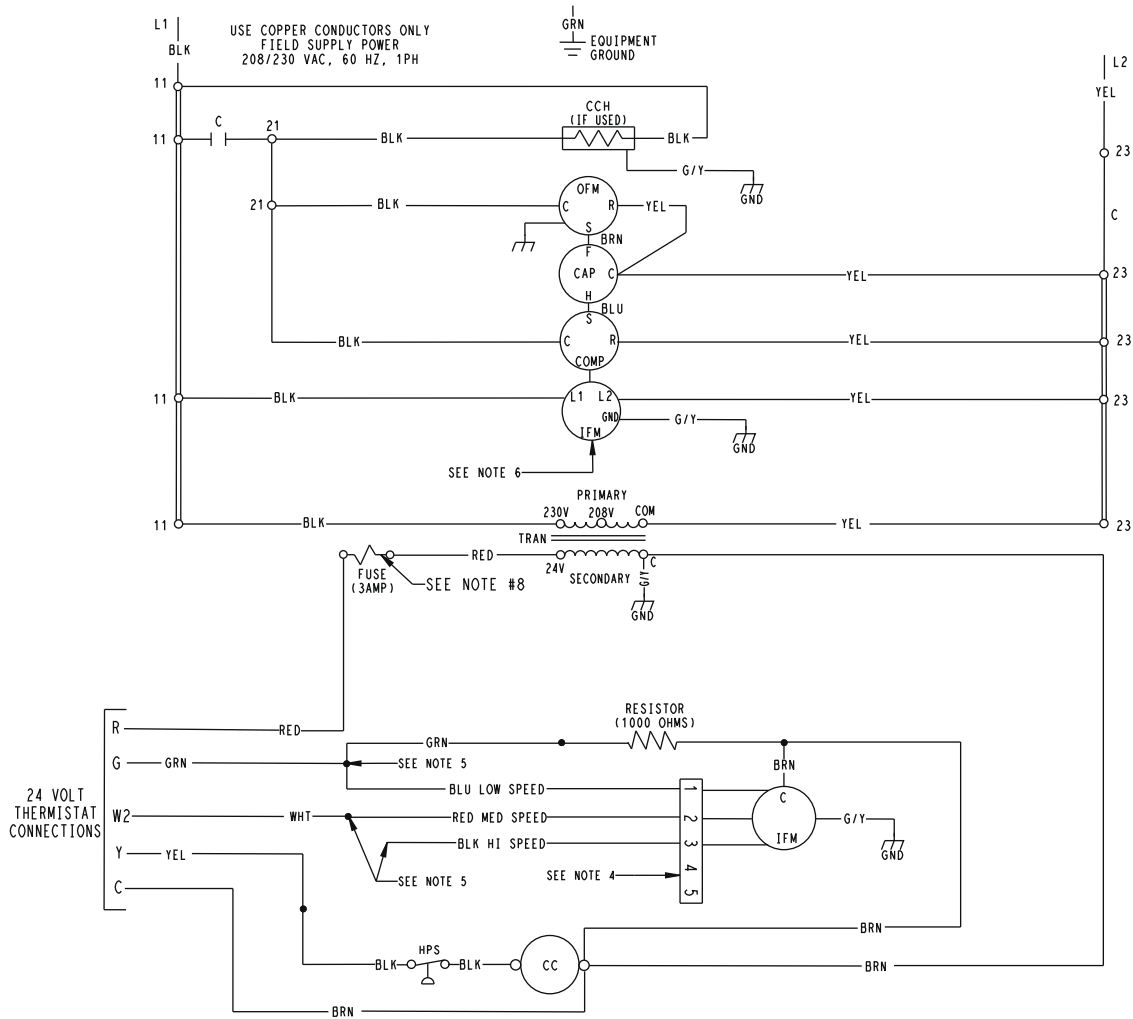 L1
BLK
USE COPPER CONDUCTORS ONLY
FIELD SUPPLY POWER
208/230 VAC, 60 HZ, 1PH
GRN
EQUIPMENT
GROUND
L2
YEL
11
CCH
(IF USED)
11
C
21
BLK
BLK
23
G/Y
GND
OFM
21
BLK
C
R
YEL
S
BRN
C
F
CAP
C
YEL
23
H
BLU
S
BLK
C
R
YEL
23
COMP
11
BLK
L1
L2
YEL
23
GND
G/Y
GND
IFM
SEE NOTE 6
PRIMARY
230V
208V
COM
11
BLK
YEL
23
TRAN
RED
24V
SECONDARY
C
G/Y
GND
FUSE
(3AMP)
SEE NOTE #8
24 VOLT
THERMISTAT
CONNECTIONS
R
RED
RESISTOR
(1000 OHMS)
GRN
G
GRN
SEE NOTE 5
BRN
BLU LOW SPEED
1
C
W2
WHT
RED MED SPEED
2
IFM
G/Y
GND
BLK HI SPEED
3
Y
YEL
SEE NOTE 5
SEE NOTE 4
4
5
C
BRN
HPS
BLK
BLK
CC
BRN
BRN